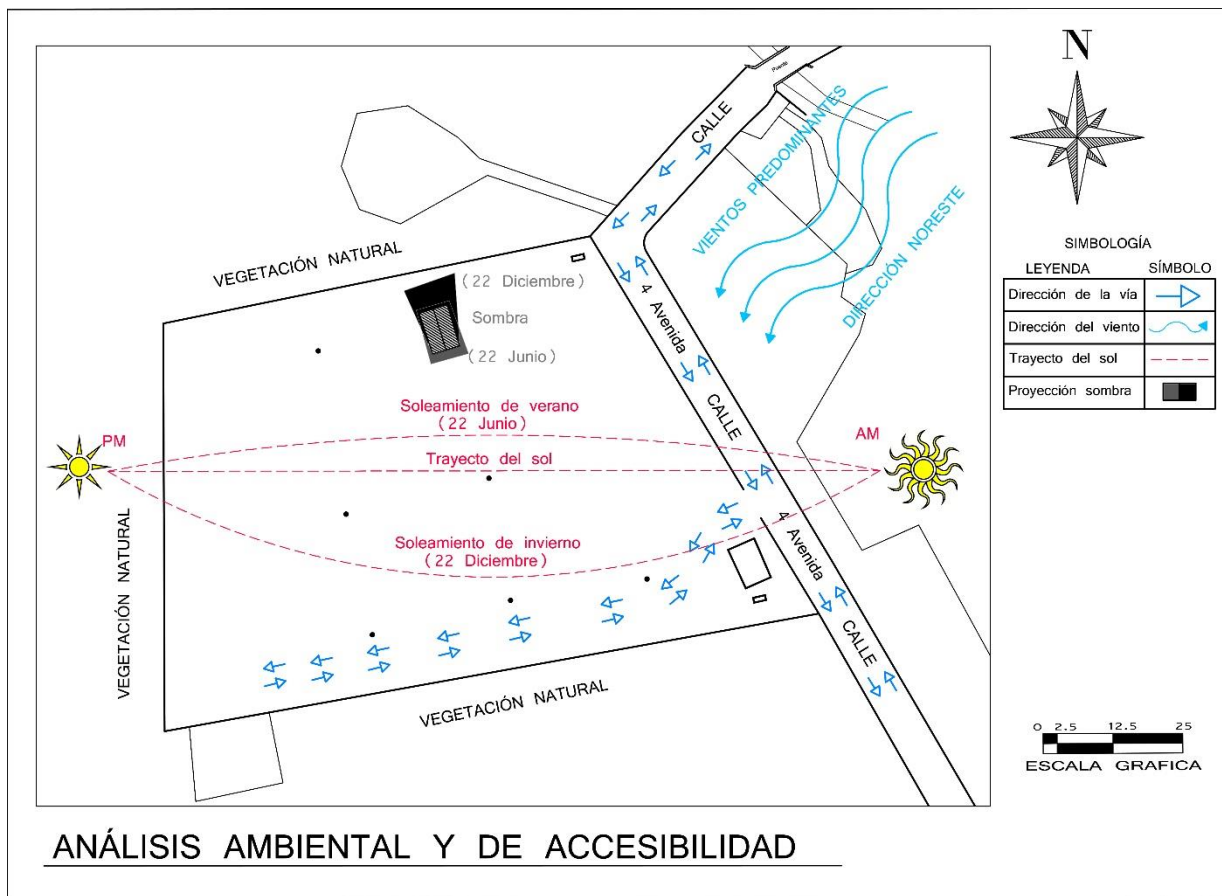 N
Puente
CALLE
VIENTOS PREDOMINANTES
DIRECCIÓN NORESTE
VEGETACIÓN NATURAL
(22 Diciembre)
Sombra
(22 Junio)
4 Avenida
CALLE
SIMBOLOGÍA
LEYENDA SÍMBOLO
Dirección de la vía
Dirección del viento
Trayecto del sol
Proyección sombra
Soleamiento de verano
(22 Junio)
PM
AM
Trayecto del sol
Soleamiento de invierno
(22 Diciembre)
4 Avenida
CALLE
VEGETACIÓN NATURAL
VEGETACIÓN NATURAL
0 2.5 12.5 25
ESCALA GRAFICA
ANÁLISIS AMBIENTAL Y DE ACCESIBILIDAD